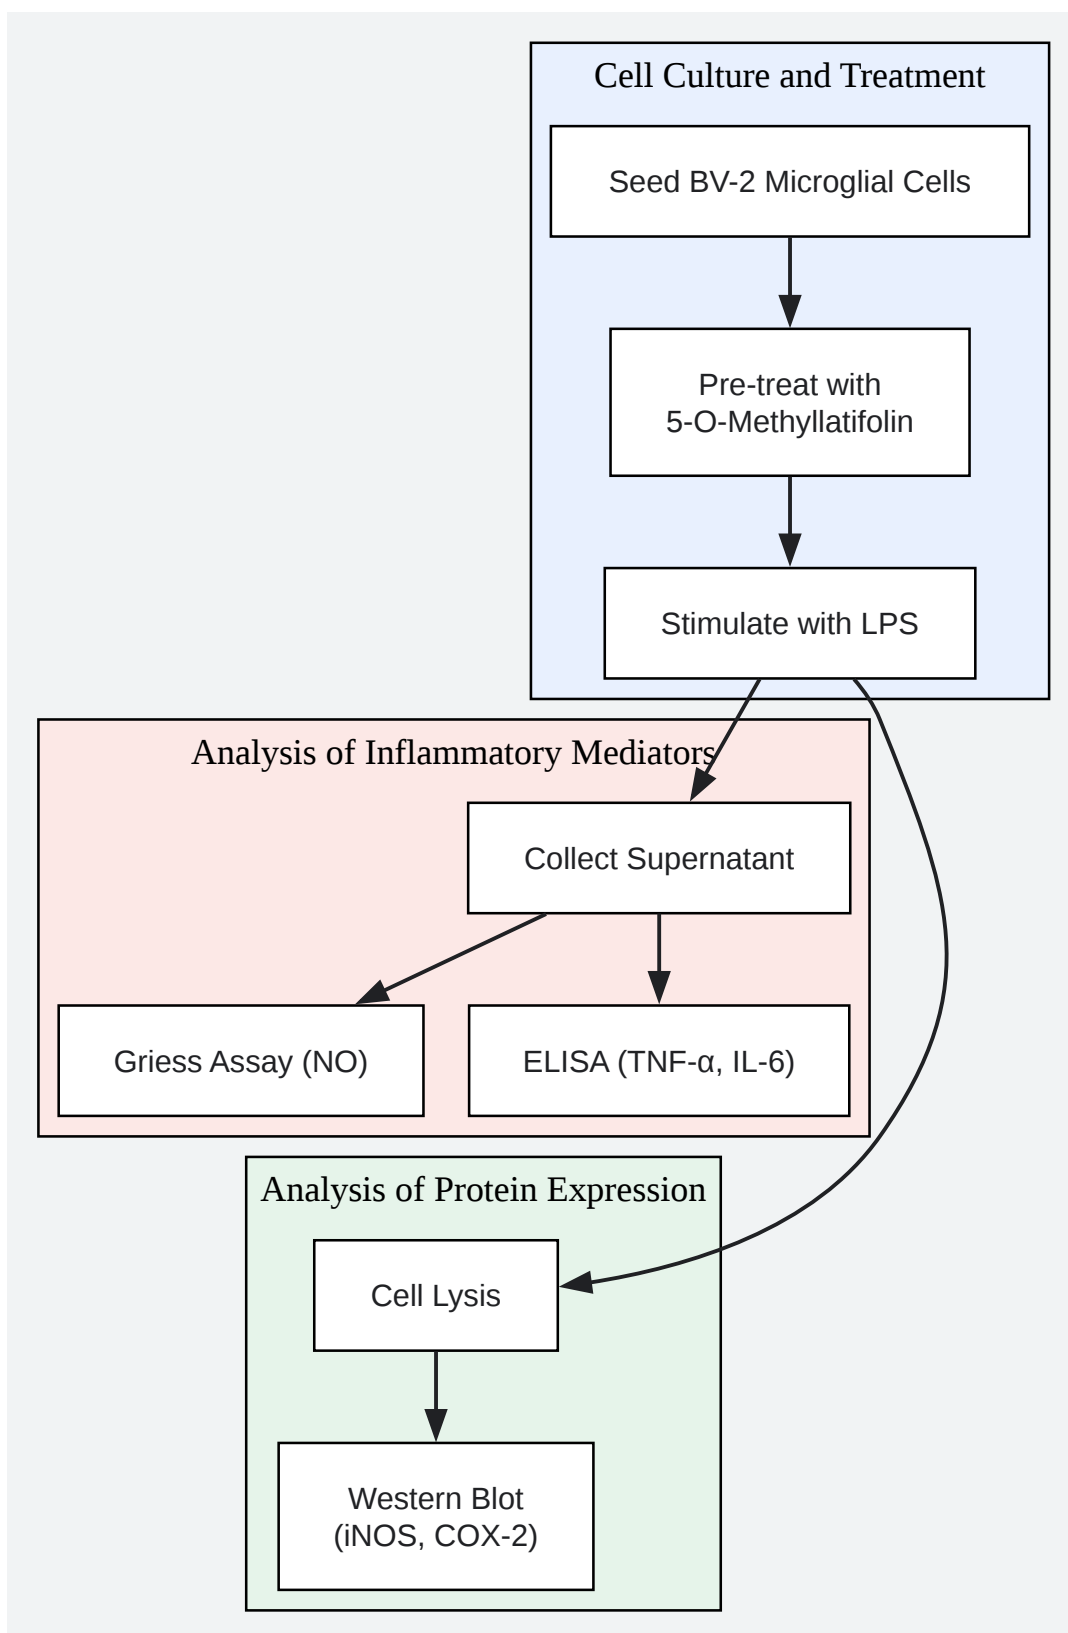 Cell Culture and Treatment
Seed BV-2 Microglial Cells
Pre-treat with
5-O-Methyllatifolin
Stimulate with LPS
Analysis of Inflammatory Mediators
Collect Supernatant
Griess Assay (NO)
ELISA (TNF-α, IL-6)
Analysis of Protein Expression
Cell Lysis
Western Blot
(iNOS, COX-2)